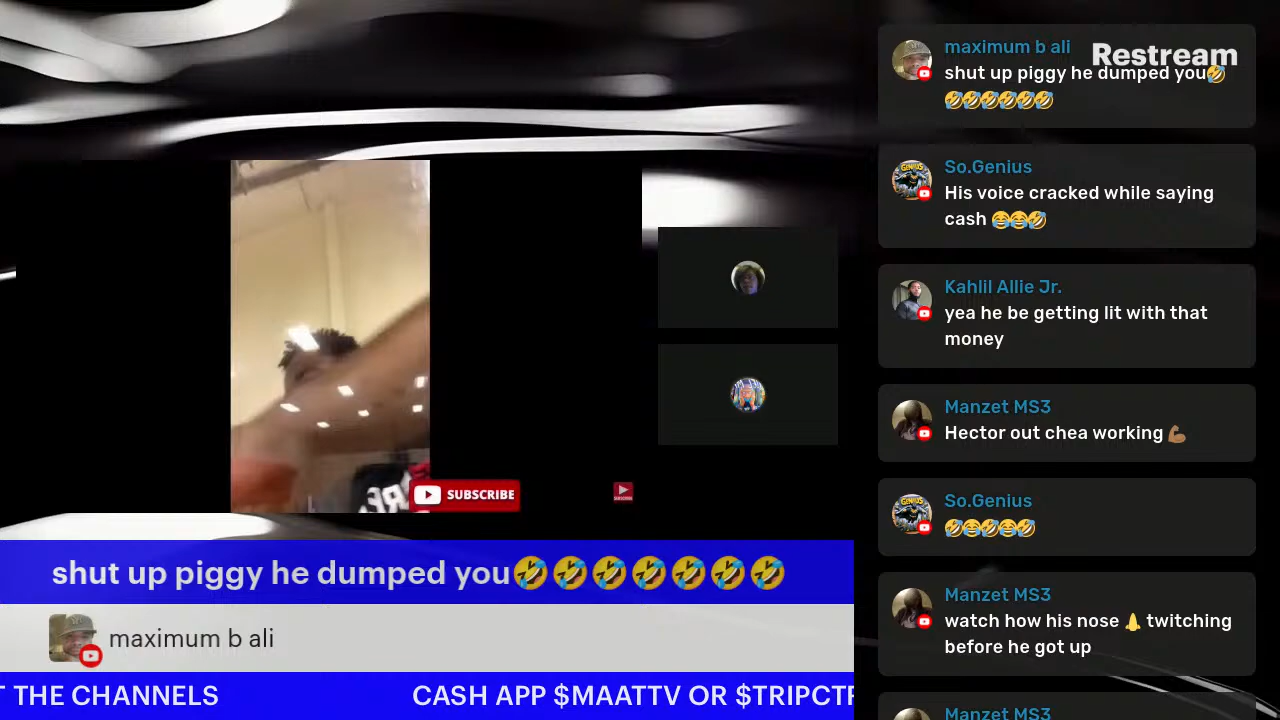 maximum b ali
Restream
shut up piggy he dumped you🤣
🤣🤣🤣🤣🤣🤣
So.Genius
His voice cracked while saying
cash 😂😂🤣
Kahlil Allie Jr.
yea he be getting lit with that
money
Manzet MS3
Hector out chea working 💪🏾
So.Genius
🤣😂🤣😂🤣
Manzet MS3
watch how his nose 👃 twitching
before he got up
Manzet MS3
SUBSCRIBE
shut up piggy he dumped you🤣🤣🤣🤣🤣🤣🤣
maximum b ali
T THE CHANNELS CASH APP $MAATTV OR $TRIPCTR